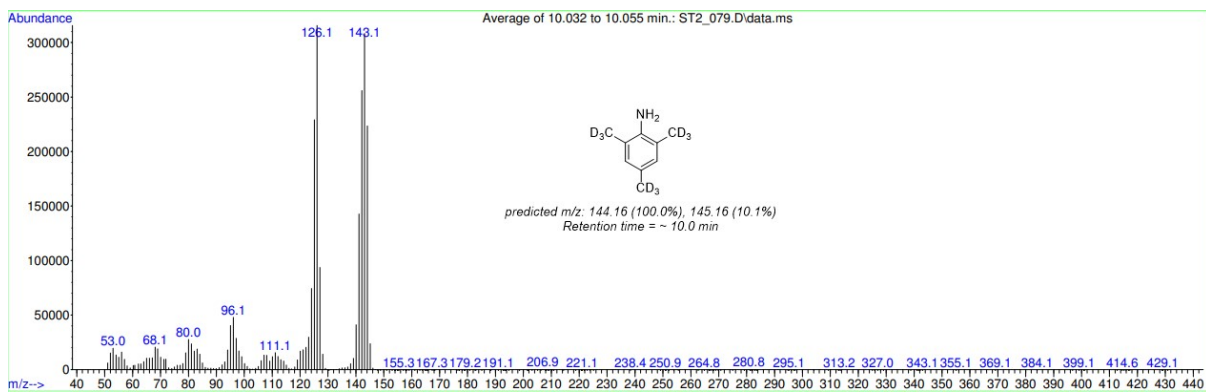 Abundance
Average of 10.032 to 10.055 min.: ST2_079.D\data.ms
300000
250000
200000
150000
100000
50000
0
126.1
143.1
53.0
68.1
80.0
96.1
111.1
155.3 167.3 179.2 191.1 206.9 221.1 238.4 250.9 264.8 280.8 295.1 313.2 327.0 343.1 355.1 369.1 384.1 399.1 414.6 429.1
NH2
D3C
CD3
CD3
predicted m/z: 144.16 (100.0%), 145.16 (10.1%)
Retention time = ~ 10.0 min
m/z-->
40 50 60 70 80 90 100 110 120 130 140 150 160 170 180 190 200 210 220 230 240 250 260 270 280 290 300 310 320 330 340 350 360 370 380 390 400 410 420 430 440